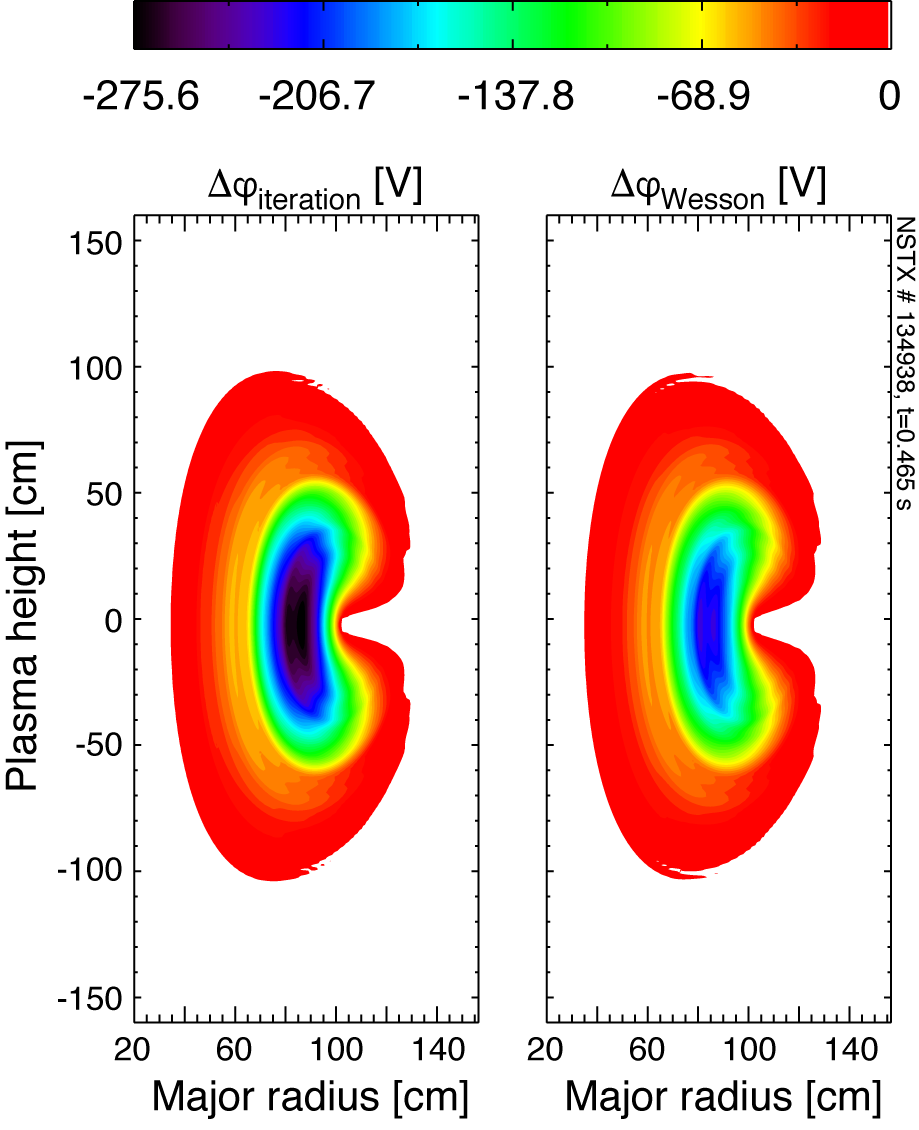 -275.6 -206.7 -137.8 -68.9 0
Δφiteration [V] ΔφWesson [V]
150
100
50
0
-50
-100
-150
Plasma height [cm]
20 60 100 140 20 60 100 140
Major radius [cm] Major radius [cm]
NSTX # 134938, t=0.465 s